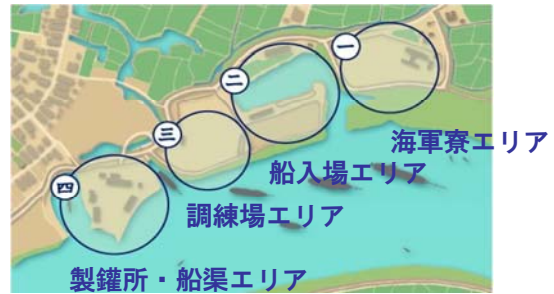 一
海軍寮エリア
二
船入場エリア
三
調練場エリア
四
製鑵所・船渠エリア